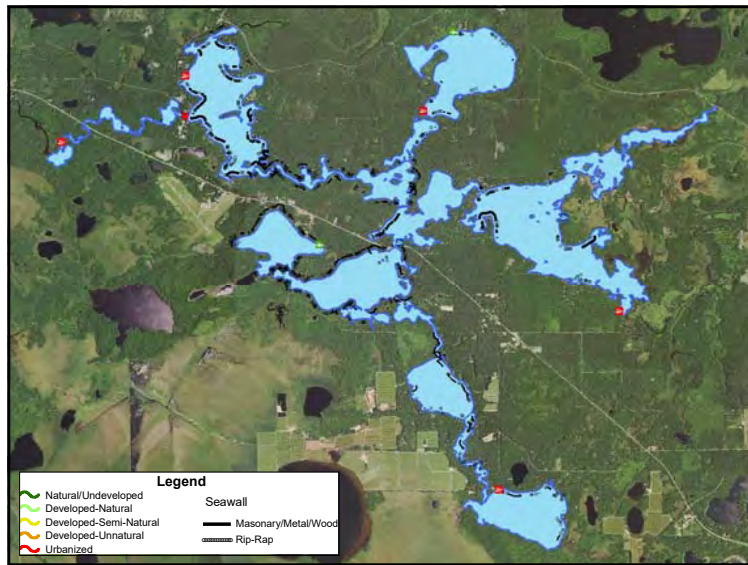 Legend
Natural/Undeveloped
Developed-Natural
Developed-Semi-Natural
Developed-Unnatural
Urbanized
Seawall
Masonary/Metal/Wood
Rip-Rap